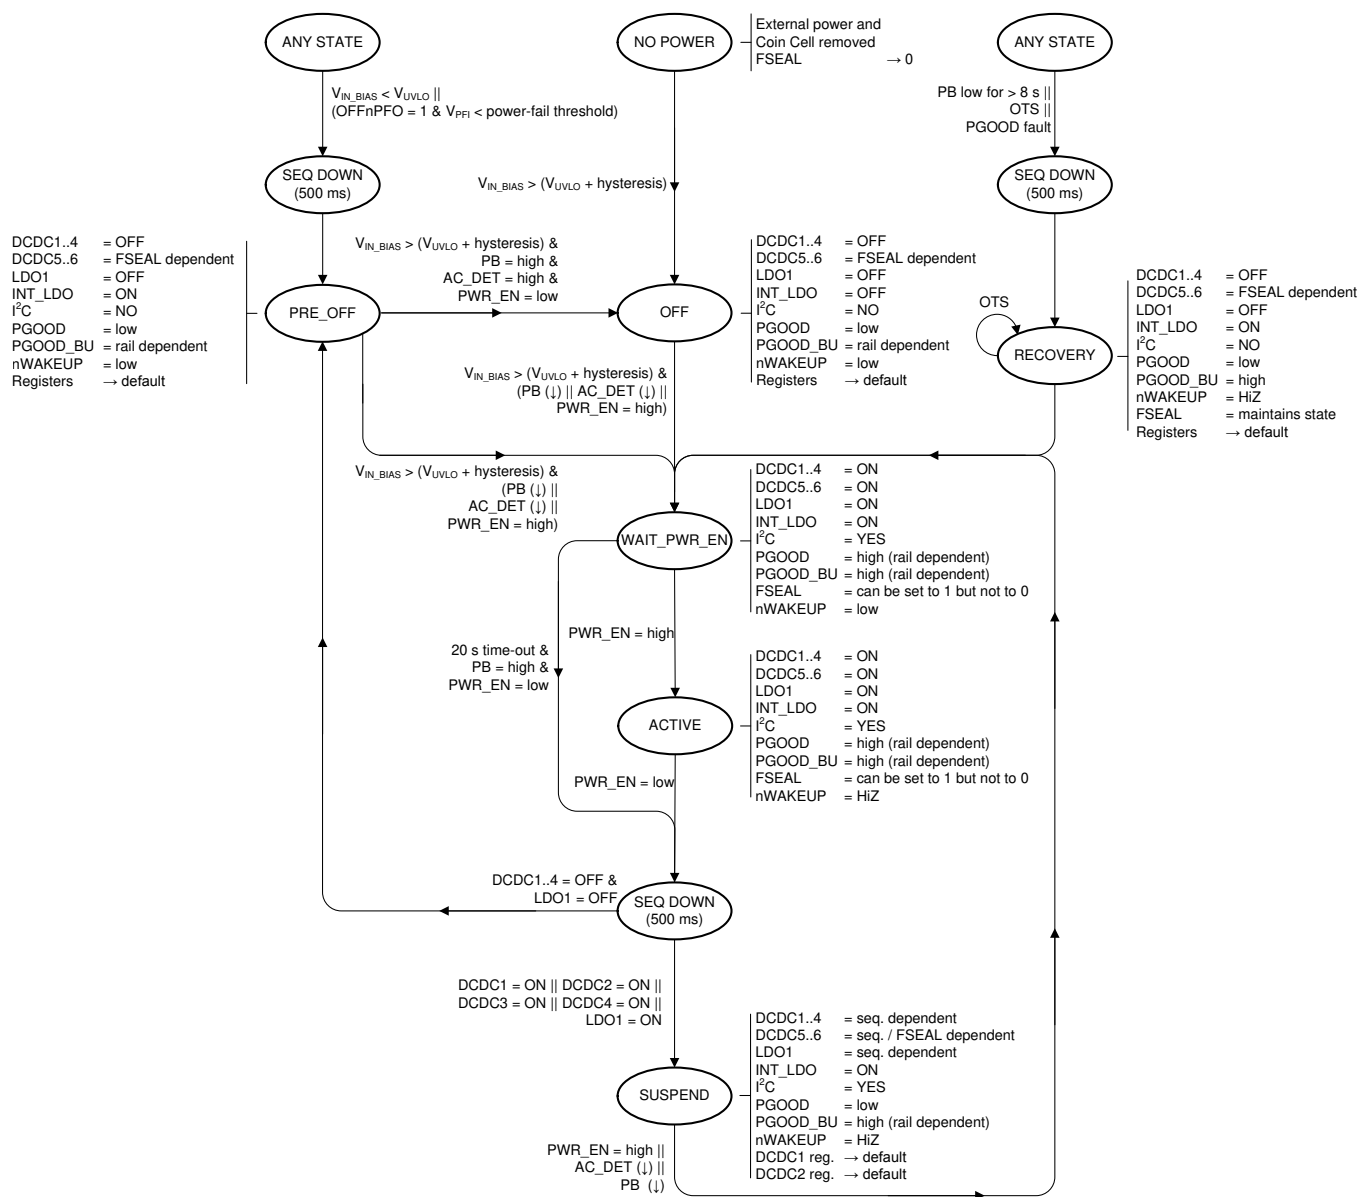 ANY STATE
NO POWER
External power and
Coin Cell removed
FSEAL → 0
ANY STATE
V_IN_BIAS < V_UVLO ||
(OFFnPFO = 1 & V_PFI < power-fail threshold)
PB low for > 8 s ||
OTS ||
PGOOD fault
SEQ DOWN
(500 ms)
V_IN_BIAS > (V_UVLO + hysteresis)
SEQ DOWN
(500 ms)
DCDC1..4 = OFF
DCDC5..6 = FSEAL dependent
LDO1 = OFF
INT_LDO = ON
I²C = NO
PGOOD = low
PGOOD_BU = rail dependent
nWAKEUP = low
Registers → default
PRE_OFF
V_IN_BIAS > (V_UVLO + hysteresis) &
PB = high &
AC_DET = high &
PWR_EN = low
OFF
DCDC1..4 = OFF
DCDC5..6 = FSEAL dependent
LDO1 = OFF
INT_LDO = OFF
I²C = NO
PGOOD = low
PGOOD_BU = rail dependent
nWAKEUP = low
Registers → default
OTS
RECOVERY
DCDC1..4 = OFF
DCDC5..6 = FSEAL dependent
LDO1 = OFF
INT_LDO = ON
I²C = NO
PGOOD = low
PGOOD_BU = high
nWAKEUP = HiZ
FSEAL = maintains state
Registers → default
V_IN_BIAS > (V_UVLO + hysteresis) &
(PB (↓) || AC_DET (↓) ||
PWR_EN = high)
V_IN_BIAS > (V_UVLO + hysteresis) &
(PB (↓) ||
AC_DET (↓) ||
PWR_EN = high)
WAIT_PWR_EN
DCDC1..4 = ON
DCDC5..6 = ON
LDO1 = ON
INT_LDO = ON
I²C = YES
PGOOD = high (rail dependent)
PGOOD_BU = high (rail dependent)
FSEAL = can be set to 1 but not to 0
nWAKEUP = low
PWR_EN = high
20 s time-out &
PB = high &
PWR_EN = low
ACTIVE
DCDC1..4 = ON
DCDC5..6 = ON
LDO1 = ON
INT_LDO = ON
I²C = YES
PGOOD = high (rail dependent)
PGOOD_BU = high (rail dependent)
FSEAL = can be set to 1 but not to 0
nWAKEUP = HiZ
PWR_EN = low
DCDC1..4 = OFF &
LDO1 = OFF
SEQ DOWN
(500 ms)
DCDC1 = ON || DCDC2 = ON ||
DCDC3 = ON || DCDC4 = ON ||
LDO1 = ON
SUSPEND
DCDC1..4 = seq. dependent
DCDC5..6 = seq. / FSEAL dependent
LDO1 = seq. dependent
INT_LDO = ON
I²C = YES
PGOOD = low
PGOOD_BU = high (rail dependent)
nWAKEUP = HiZ
DCDC1 reg. → default
DCDC2 reg. → default
PWR_EN = high ||
AC_DET (↓) ||
PB (↓)